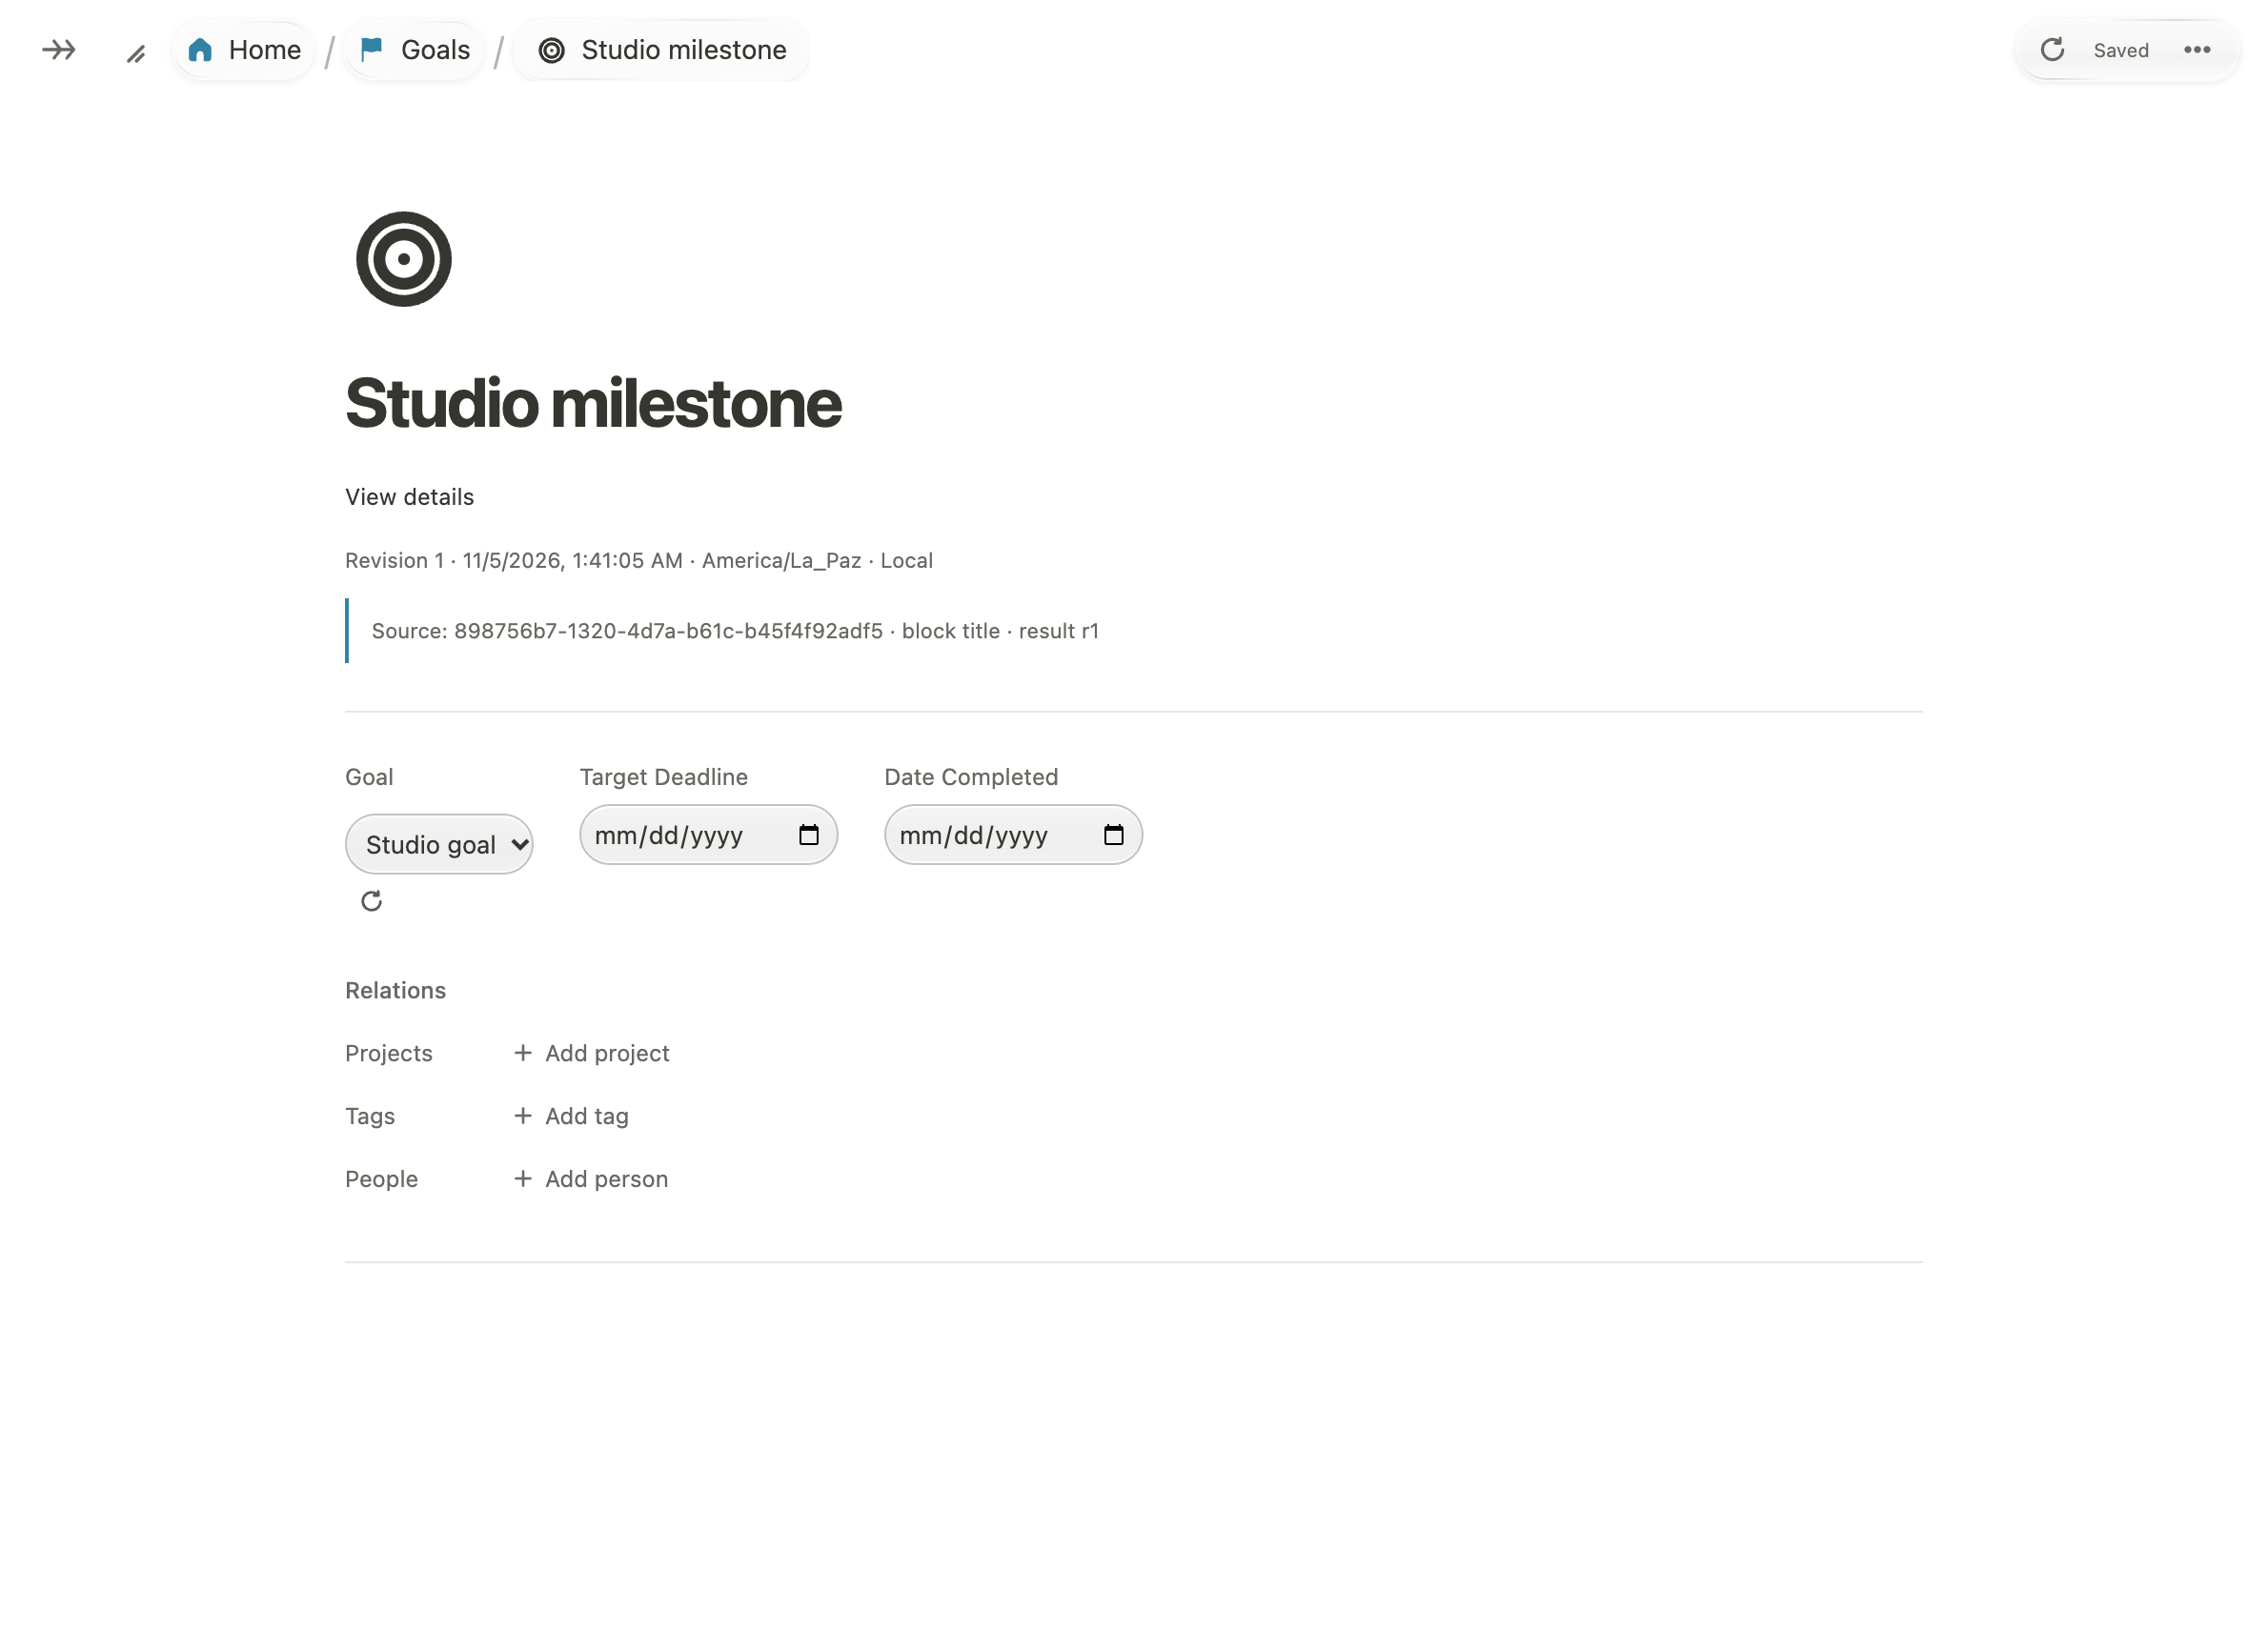 Home / Goals / Studio milestone
Saved
Studio milestone
View details
Revision 1 · 11/5/2026, 1:41:05 AM · America/La_Paz · Local
Source: 898756b7-1320-4d7a-b61c-b45f4f92adf5 · block title · result r1
Goal
Target Deadline
Date Completed
Studio goal
mm/dd/yyyy
mm/dd/yyyy
Relations
Projects + Add project
Tags + Add tag
People + Add person